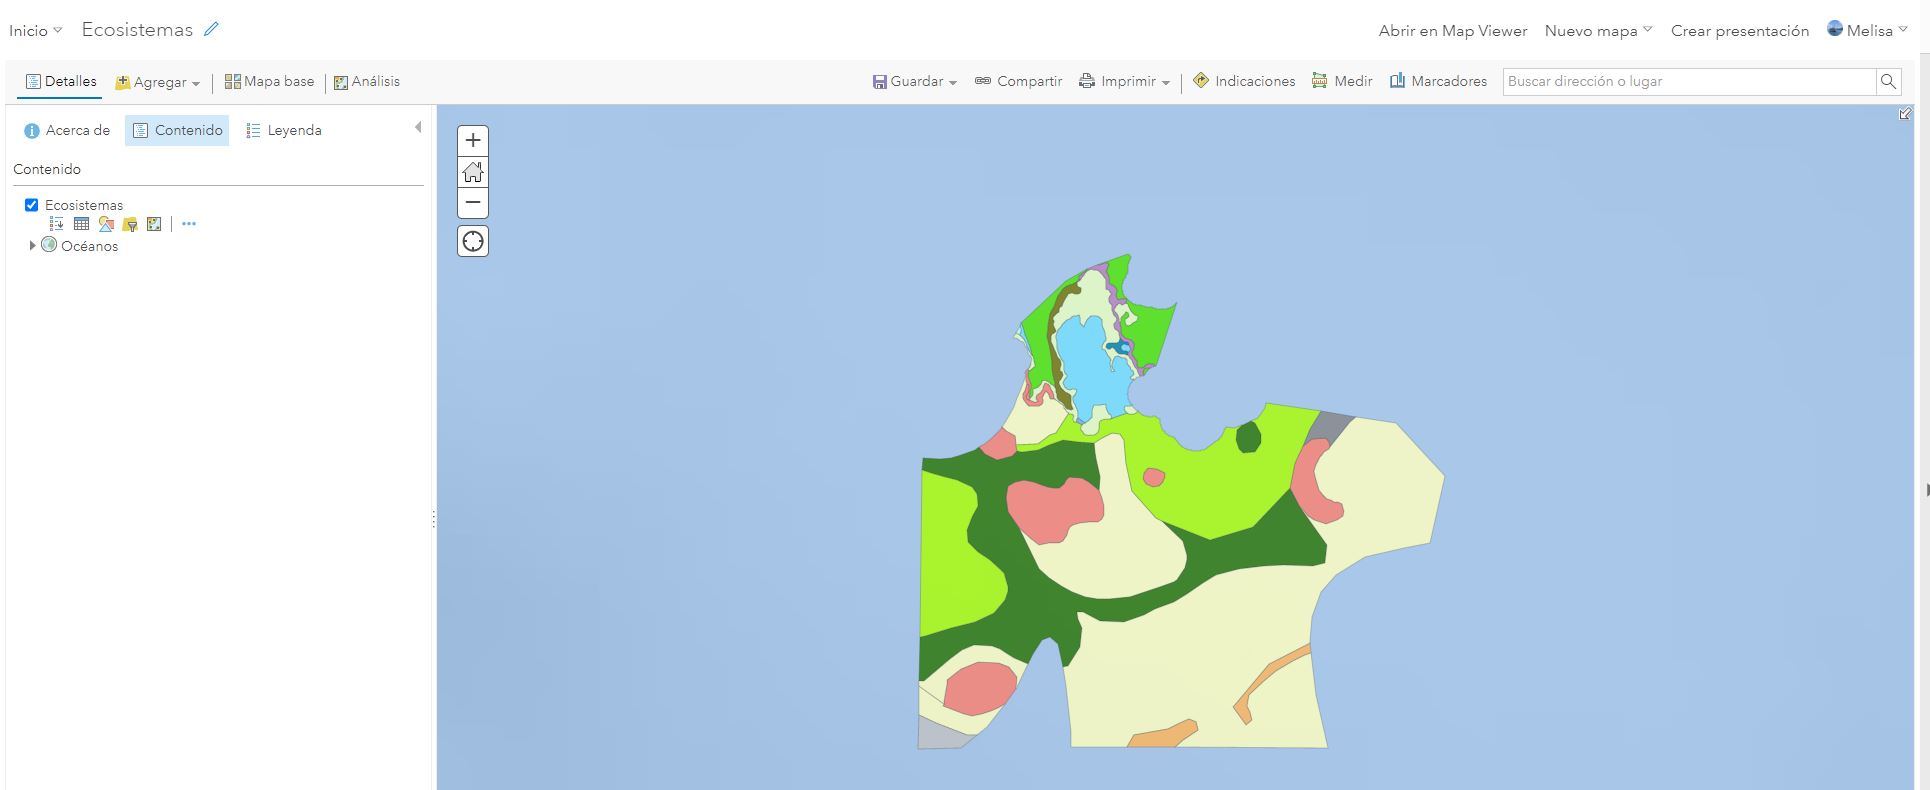 Inicio Ecosistemas Abrir en Map Viewer Nuevo mapa Crear presentación Melisa
Detalles Agregar Mapa base Análisis Guardar Compartir Imprimir Indicaciones Medir Marcadores Buscar dirección o lugar
Acerca de Contenido Leyenda
Contenido
Ecosistemas
Océanos